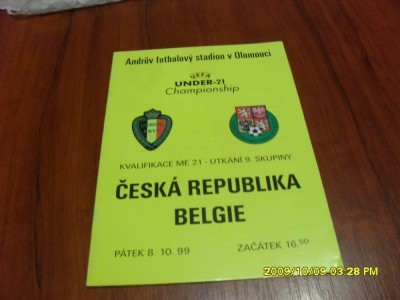 Andrův fotbalový stadion v Olomouci
UEFA
UNDER-21
Championship
KVALIFIKACE ME 21 - UTKÁNÍ 9. SKUPINY
ČESKÁ REPUBLIKA
BELGIE
PÁTEK 8. 10. 99 ZAČÁTEK 16.50
2009/10/09 03:28 PM